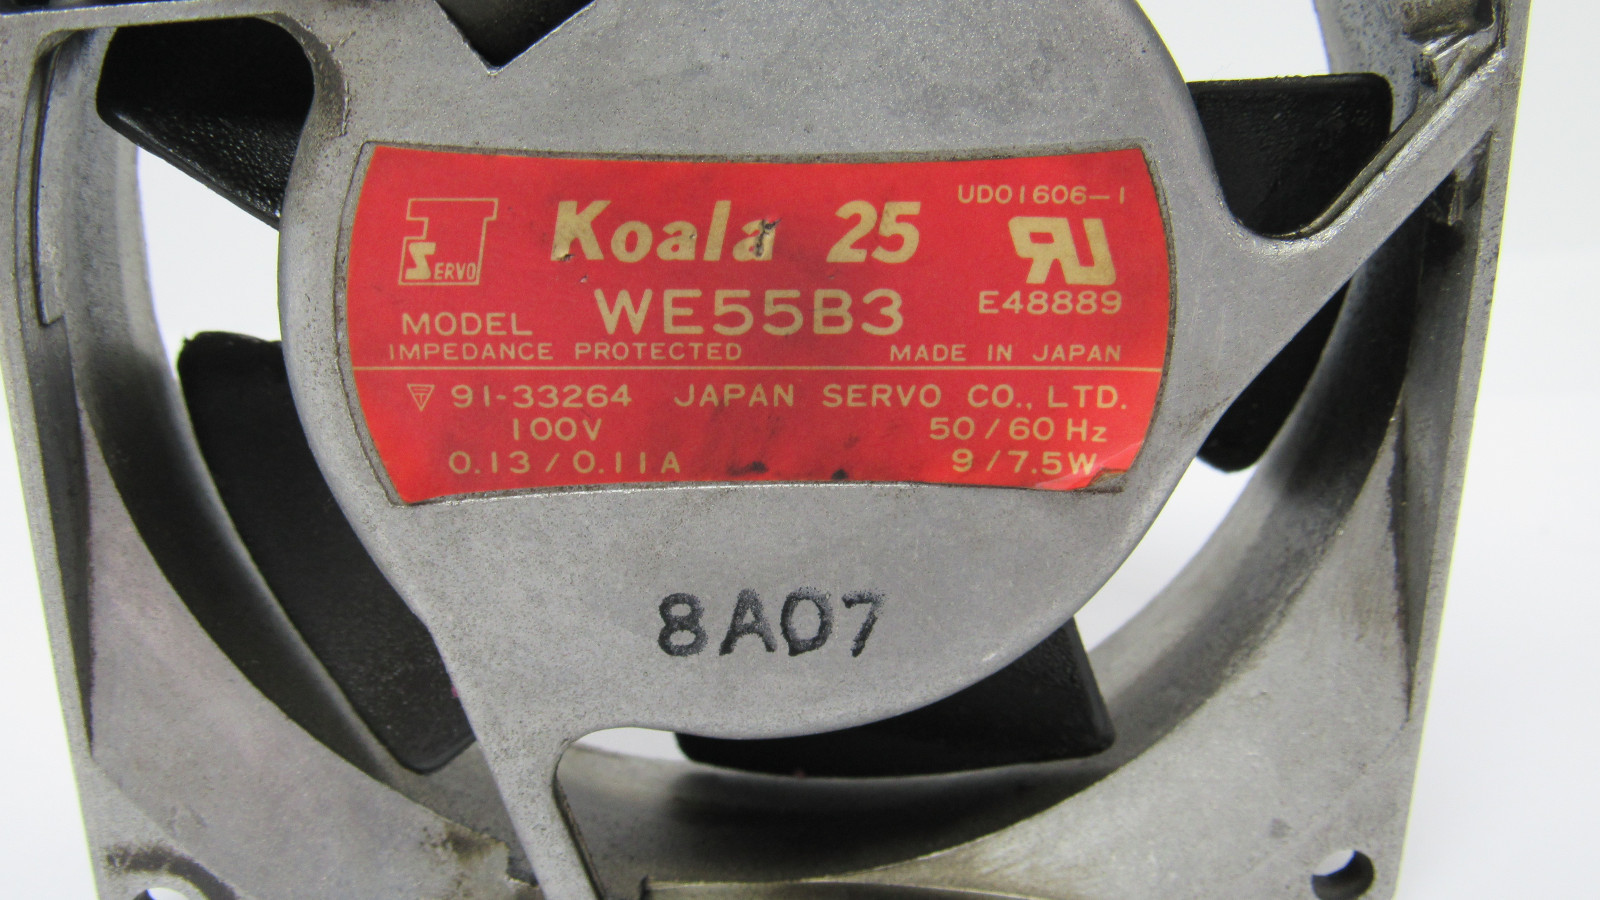 SERVO
Koala 25
UD01606-1
MODEL WE55B3
E48889
IMPEDANCE PROTECTED MADE IN JAPAN
91-33264 JAPAN SERVO CO., LTD.
100V 50/60 Hz
0.13/0.11A 9/7.5W
8A07